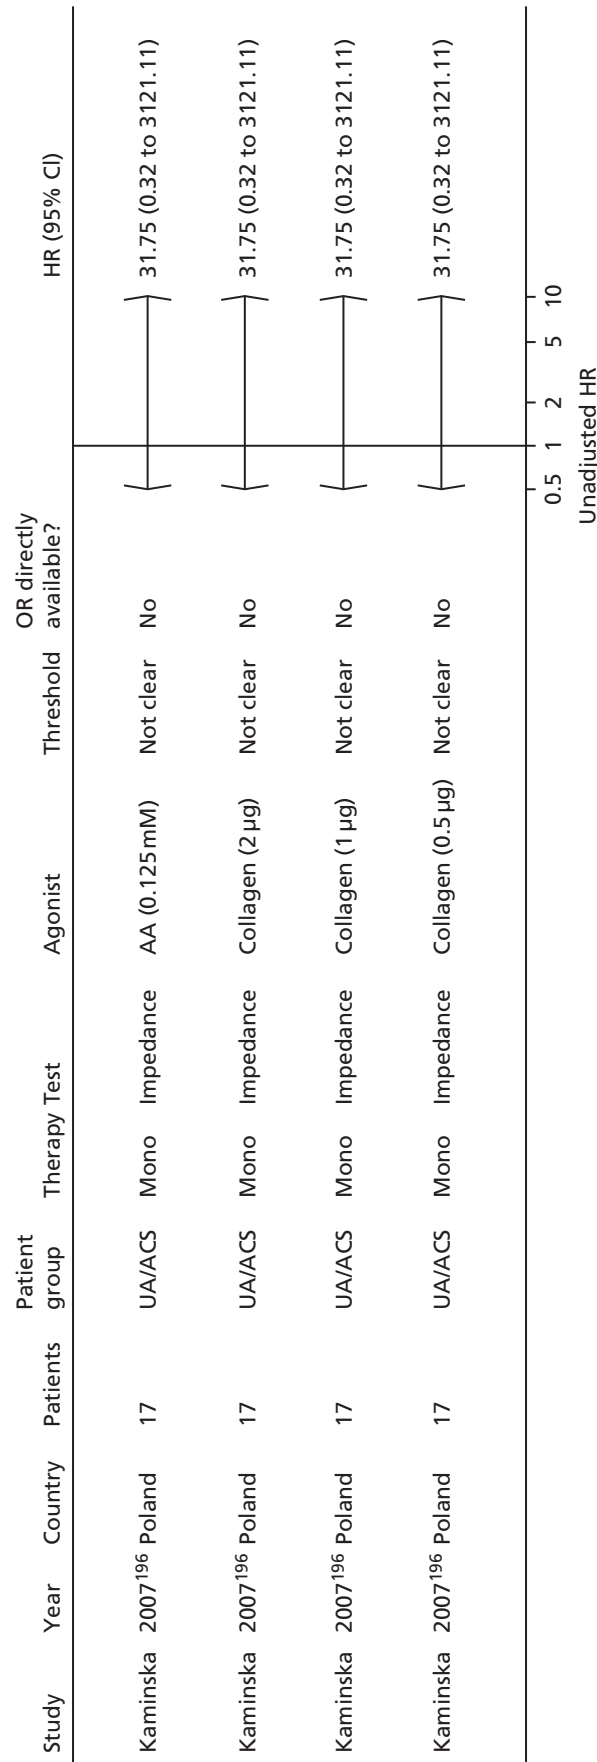 Study Year Country Patients Patient group Therapy Test Agonist Threshold OR directly available? HR (95% CI)
Kaminska 2007196 Poland 17 UA/ACS Mono Impedance AA (0.125 mM) Not clear No 31.75 (0.32 to 3121.11)
Kaminska 2007196 Poland 17 UA/ACS Mono Impedance Collagen (2 µg) Not clear No 31.75 (0.32 to 3121.11)
Kaminska 2007196 Poland 17 UA/ACS Mono Impedance Collagen (1 µg) Not clear No 31.75 (0.32 to 3121.11)
Kaminska 2007196 Poland 17 UA/ACS Mono Impedance Collagen (0.5 µg) Not clear No 31.75 (0.32 to 3121.11)
0.5 1 2 5 10
Unadiusted HR